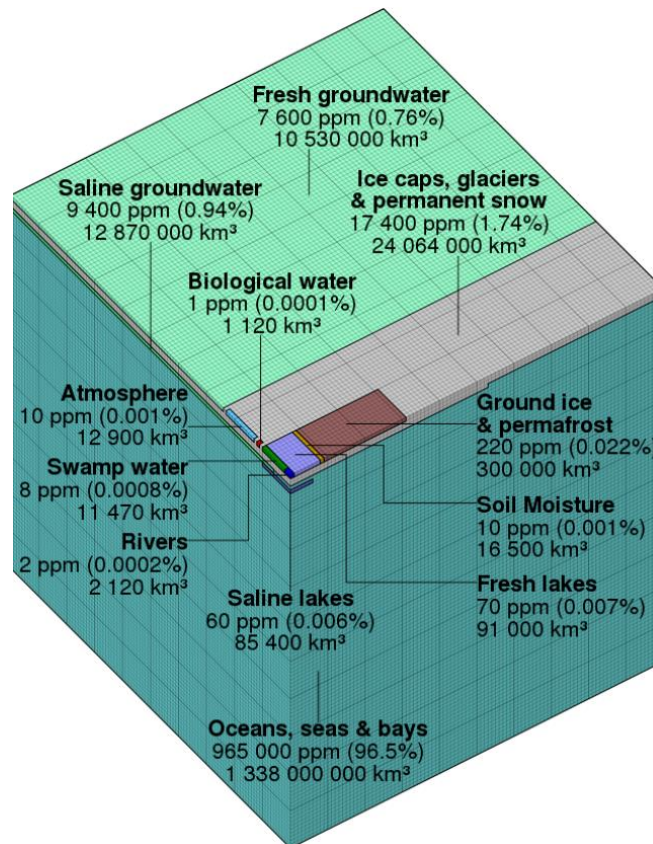 Fresh groundwater
7 600 ppm (0.76%)
10 530 000 km³
Saline groundwater
9 400 ppm (0.94%)
12 870 000 km³
Ice caps, glaciers
& permanent snow
17 400 ppm (1.74%)
24 064 000 km³
Biological water
1 ppm (0.0001%)
1 120 km³
Atmosphere
10 ppm (0.001%)
12 900 km³
Ground ice
& permafrost
220 ppm (0.022%)
300 000 km³
Swamp water
8 ppm (0.0008%)
11 470 km³
Soil Moisture
10 ppm (0.001%)
16 500 km³
Rivers
2 ppm (0.0002%)
2 120 km³
Fresh lakes
70 ppm (0.007%)
91 000 km³
Saline lakes
60 ppm (0.006%)
85 400 km³
Oceans, seas & bays
965 000 ppm (96.5%)
1 338 000 000 km³